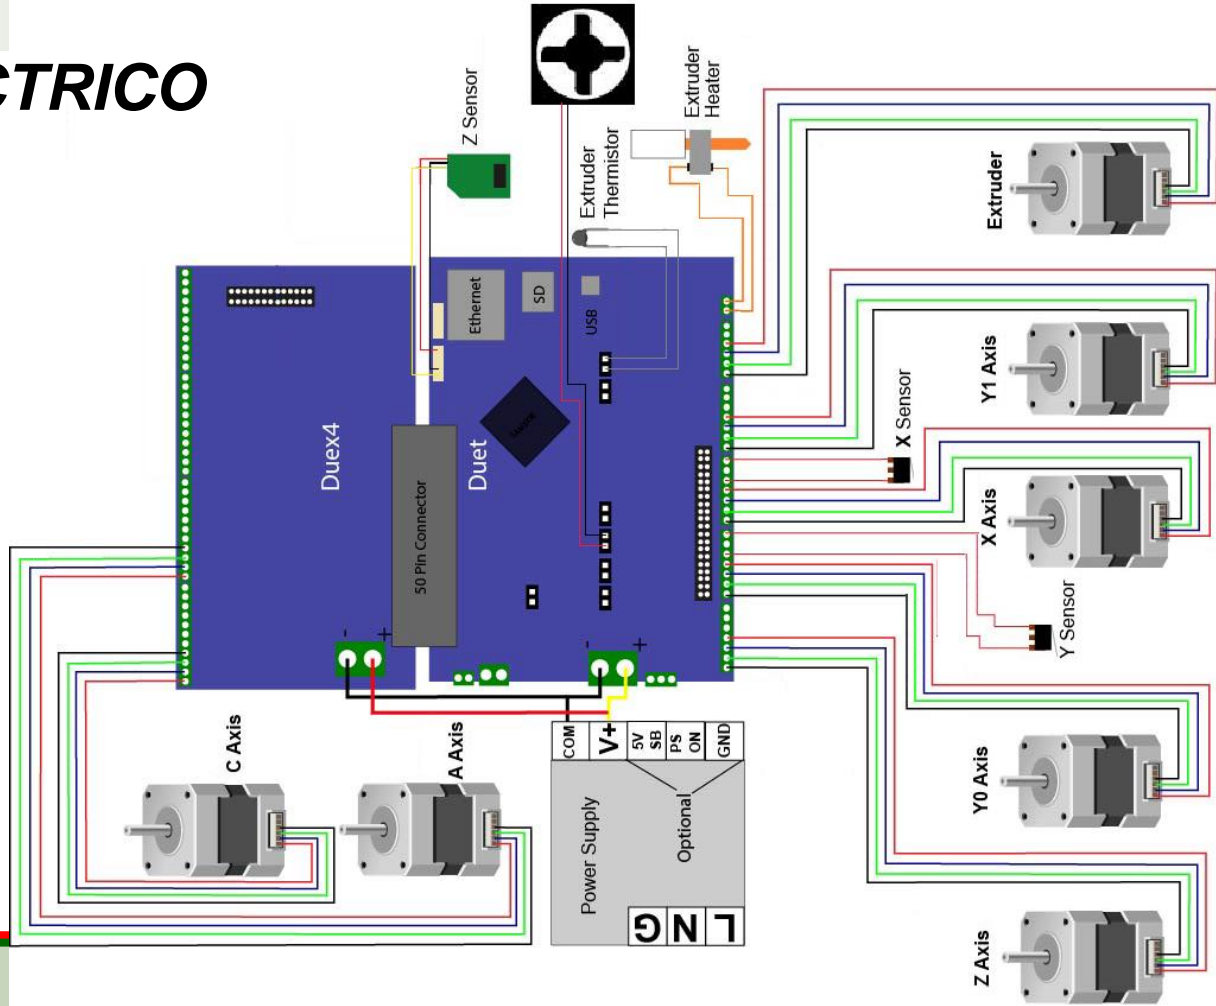 CTRICO
Z Sensor
Extruder
Heater
Extruder
Thermistor
Extruder
Ethernet
SD
USB
Y1 Axis
X Sensor
Duex4
50 Pin Connector
Duet
X Axis
Y Sensor
-
+
-
+
C Axis
A Axis
COM
V+
5V
SB
PS
ON
GND
Power Supply
Optional
Y0 Axis
L N G
Z Axis